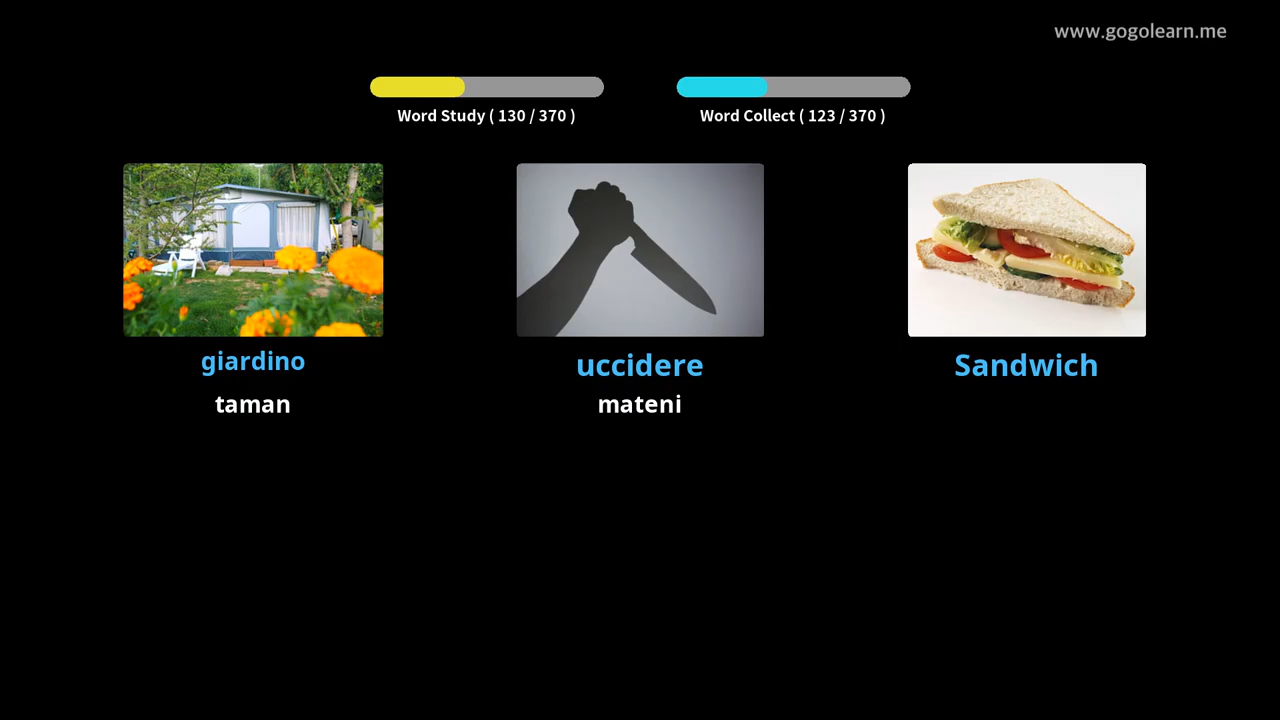 www.gogolearn.me
Word Study ( 130 / 370 )
Word Collect ( 123 / 370 )
giardino
uccidere
Sandwich
taman
mateni